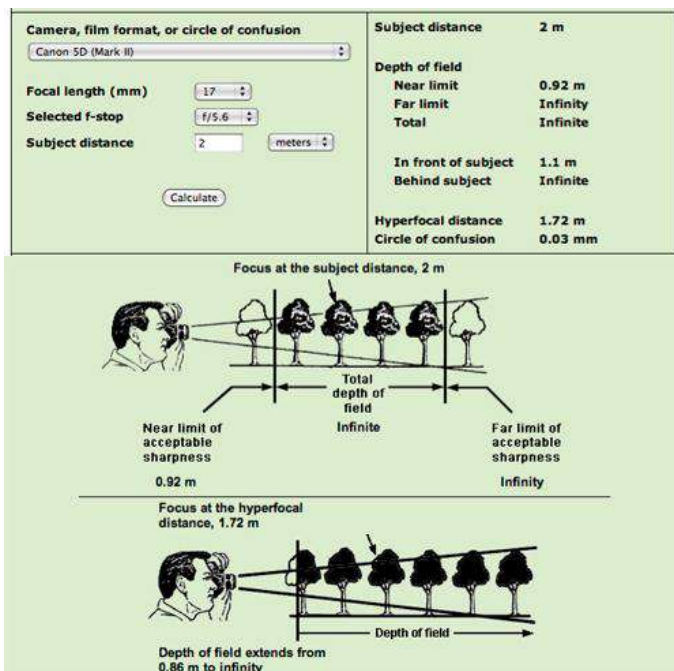 Camera, film format, or circle of confusion
Canon 5D (Mark II)
Focal length (mm) 17
Selected f-stop f/5.6
Subject distance 2 meters
Calculate
Subject distance 2 m
Depth of field
Near limit 0.92 m
Far limit Infinity
Total Infinite
In front of subject 1.1 m
Behind subject Infinite
Hyperfocal distance 1.72 m
Circle of confusion 0.03 mm
Focus at the subject distance, 2 m
Total
depth of
field
Infinite
Near limit of
acceptable
sharpness
0.92 m
Far limit of
acceptable
sharpness
Infinity
Focus at the hyperfocal
distance, 1.72 m
Depth of field
Depth of field extends from
0.86 m to infinity